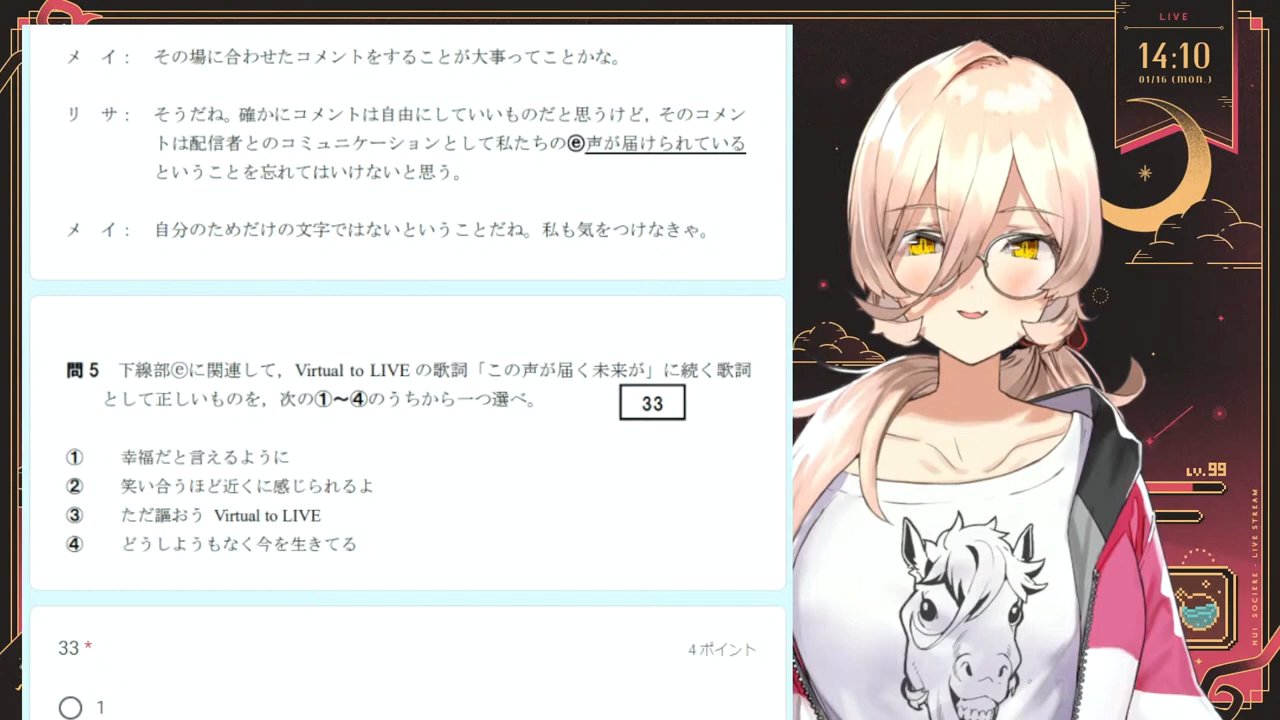 メ イ： その場に合わせたコメントをすることが大事ってことかな。
リ サ： そうだね。確かにコメントは自由にしていいものだと思うけど，そのコメン
トは配信者とのコミュニケーションとして私たちのⓔ声が届けられている
ということを忘れてはいけないと思う。
メ イ： 自分のためだけの文字ではないということだね。私も気をつけなきゃ。
問5 下線部ⓔに関連して，Virtual to LIVE の歌詞「この声が届く未来が」に続く歌詞
として正しいものを，次の①～④のうちから一つ選べ。 33
① 幸福だと言えるように
② 笑い合うほど近くに感じられるよ
③ ただ謳おう Virtual to LIVE
④ どうしようもなく今を生きてる
33 *
4 ポイント
1
LIVE
14:10
01/16 (MON.)
LV.99
NUI SOCIERE - LIVE STREAM